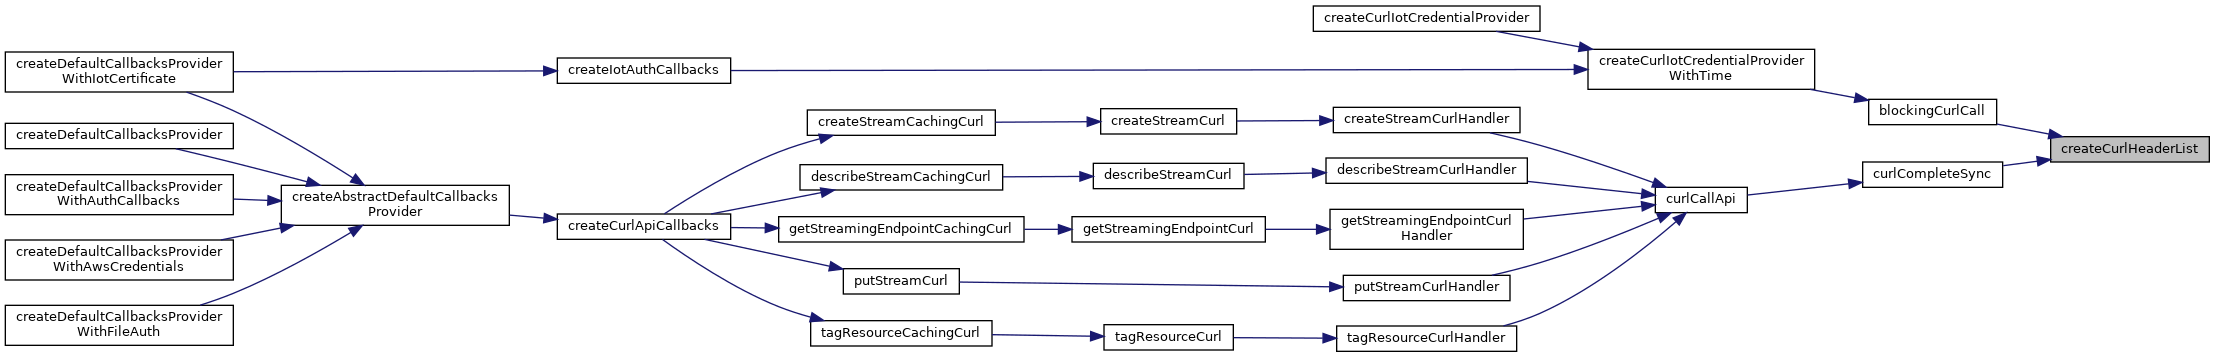 createCurlIotCredentialProvider
createDefaultCallbacksProvider
WithIotCertificate
createIotAuthCallbacks
createCurlIotCredentialProvider
WithTime
blockingCurlCall
createCurlHeaderList
createDefaultCallbacksProvider
createStreamCachingCurl
createStreamCurl
createStreamCurlHandler
describeStreamCachingCurl
describeStreamCurl
describeStreamCurlHandler
curlCompleteSync
createDefaultCallbacksProvider
WithAuthCallbacks
createAbstractDefaultCallbacks
Provider
curlCallApi
createCurlApiCallbacks
getStreamingEndpointCachingCurl
getStreamingEndpointCurl
getStreamingEndpointCurl
Handler
createDefaultCallbacksProvider
WithAwsCredentials
putStreamCurl
putStreamCurlHandler
createDefaultCallbacksProvider
WithFileAuth
tagResourceCachingCurl
tagResourceCurl
tagResourceCurlHandler